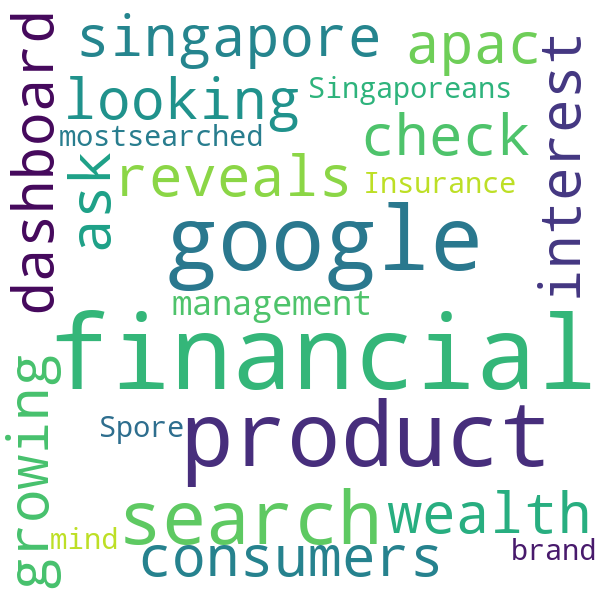 dashboard
singapore
apac
interest
looking
Singaporeans
mostsearched
check
ask
reveals
Insurance
google
management
financial
growing
product
Spore
search
wealth
mind
consumers
brand